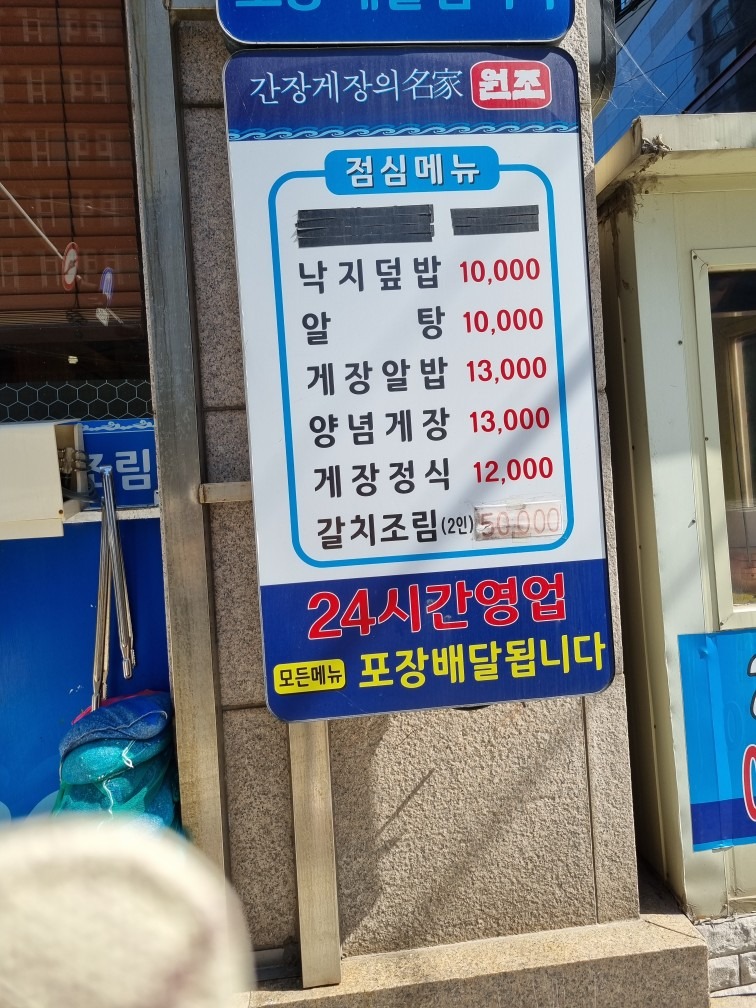 간장게장의名家 원조
점심메뉴
낙지덮밥 10,000
알탕 10,000
게장알밥 13,000
양념게장 13,000
게장정식 12,000
갈치조림(2인) 50,000
24시간영업
모든메뉴 포장배달됩니다
조림